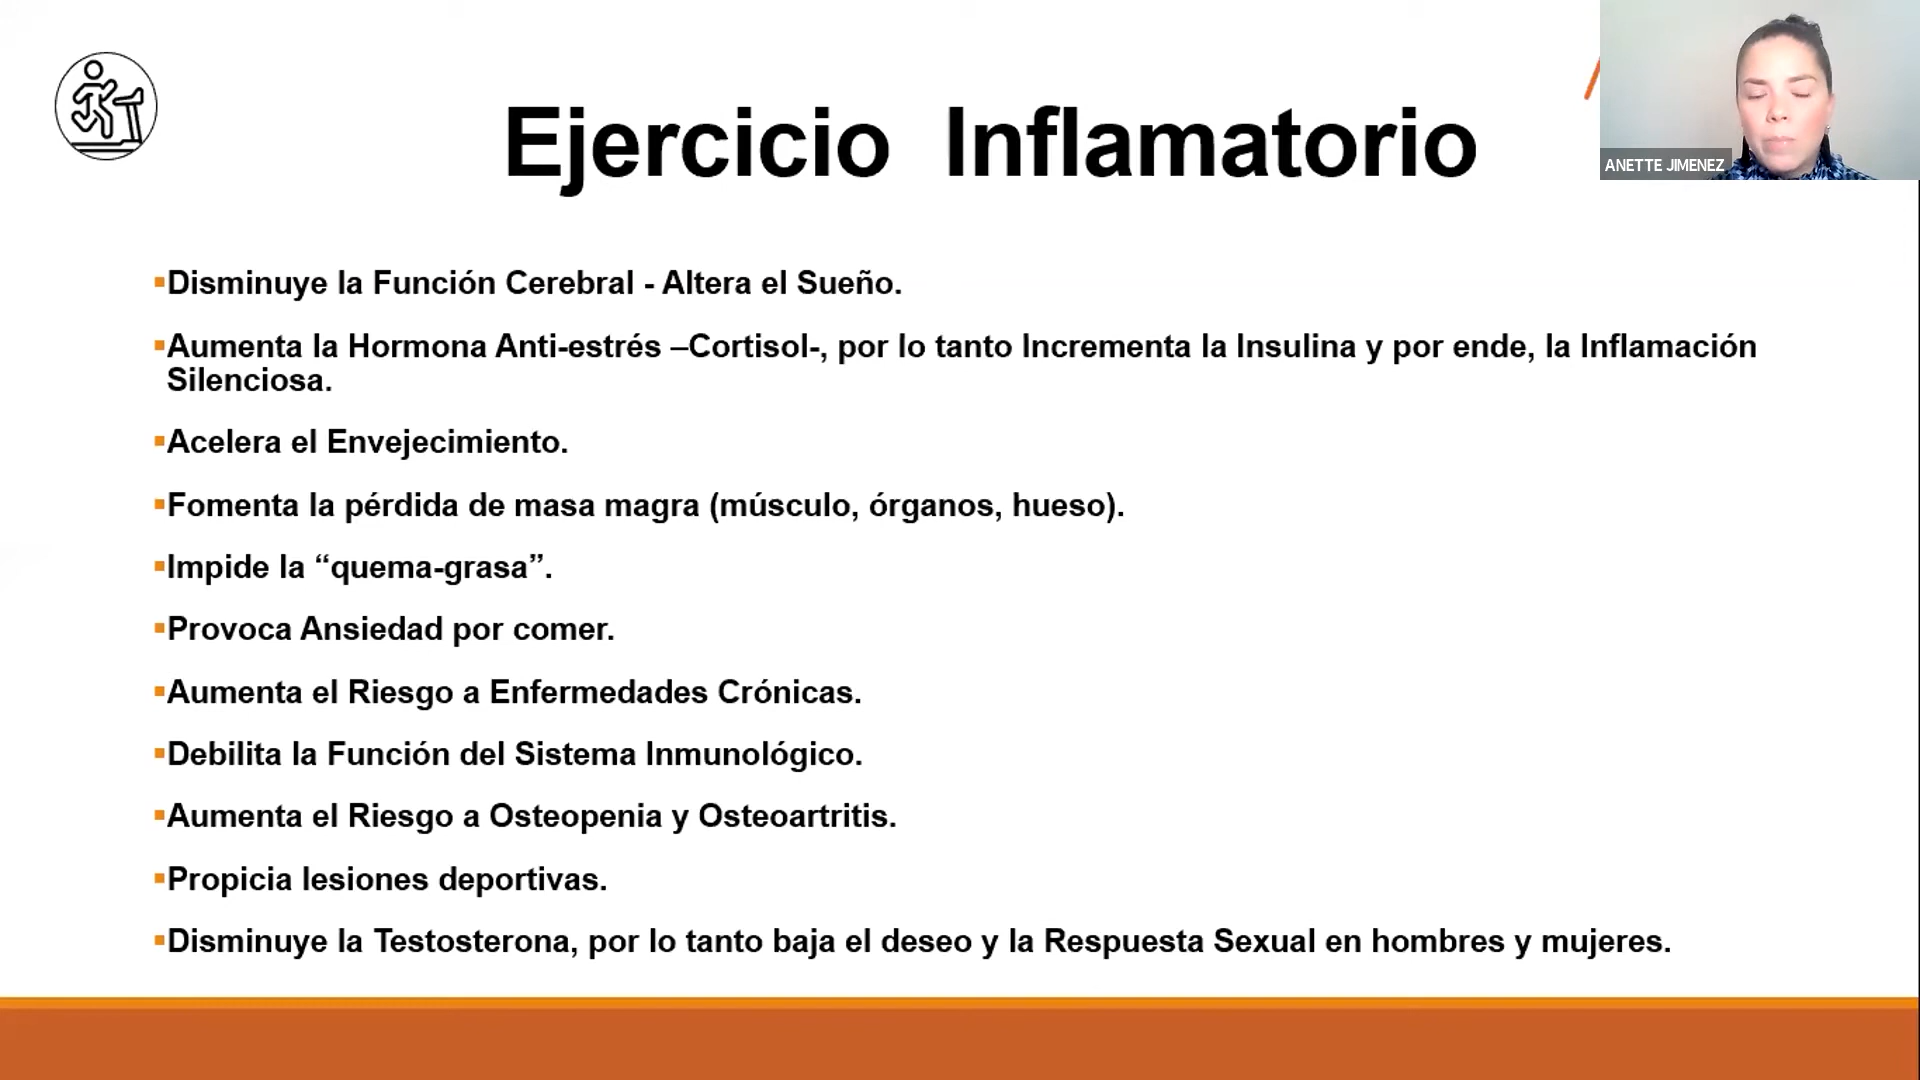 Ejercicio Inflamatorio
ANETTE JIMENEZ
▪Disminuye la Función Cerebral - Altera el Sueño.
▪Aumenta la Hormona Anti-estrés –Cortisol-, por lo tanto Incrementa la Insulina y por ende, la Inflamación
Silenciosa.
▪Acelera el Envejecimiento.
▪Fomenta la pérdida de masa magra (músculo, órganos, hueso).
▪Impide la “quema-grasa”.
▪Provoca Ansiedad por comer.
▪Aumenta el Riesgo a Enfermedades Crónicas.
▪Debilita la Función del Sistema Inmunológico.
▪Aumenta el Riesgo a Osteopenia y Osteoartritis.
▪Propicia lesiones deportivas.
▪Disminuye la Testosterona, por lo tanto baja el deseo y la Respuesta Sexual en hombres y mujeres.